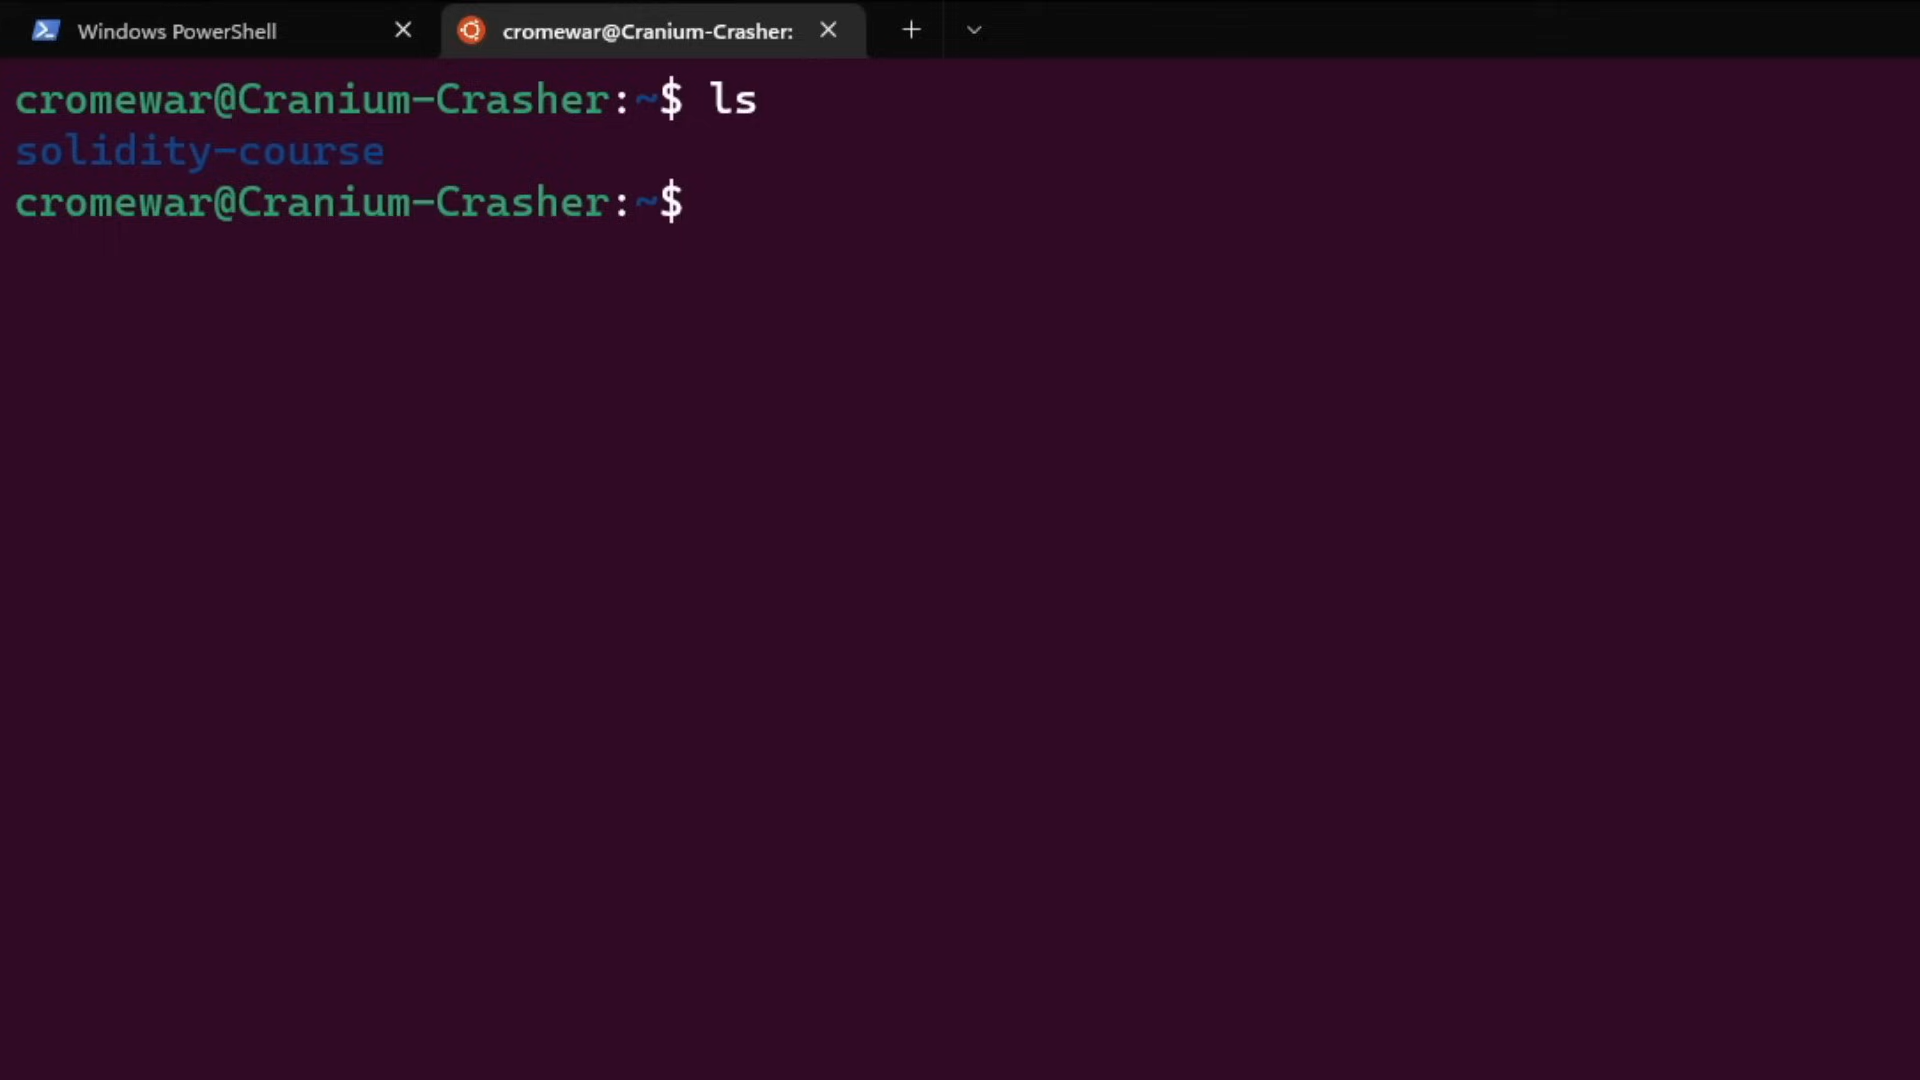 Windows PowerShell
cromewar@Cranium-Crasher:
cromewar@Cranium-Crasher:~$ ls
solidity-course
cromewar@Cranium-Crasher:~$